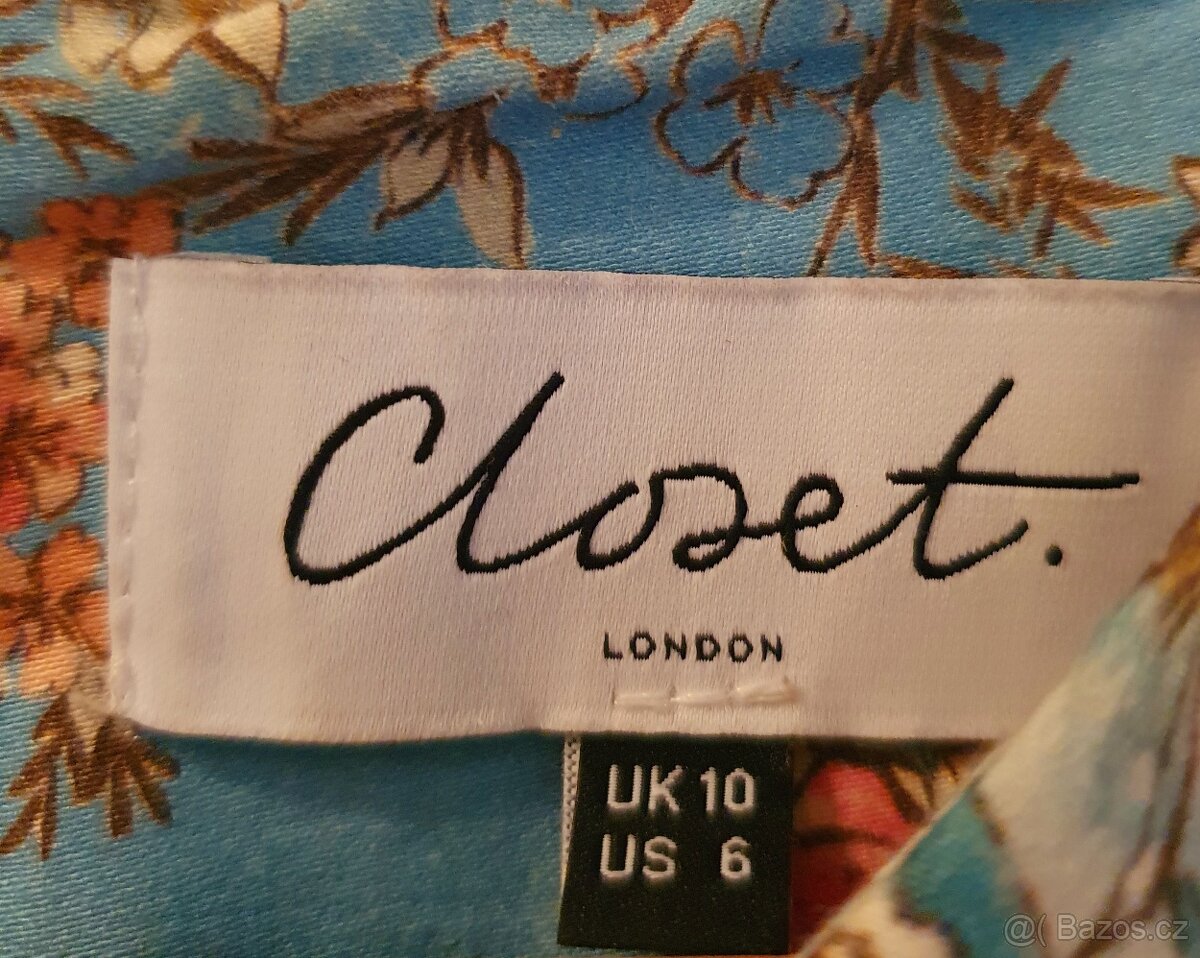 Closet.
LONDON
UK 10
US 6
@( Bazos.cz